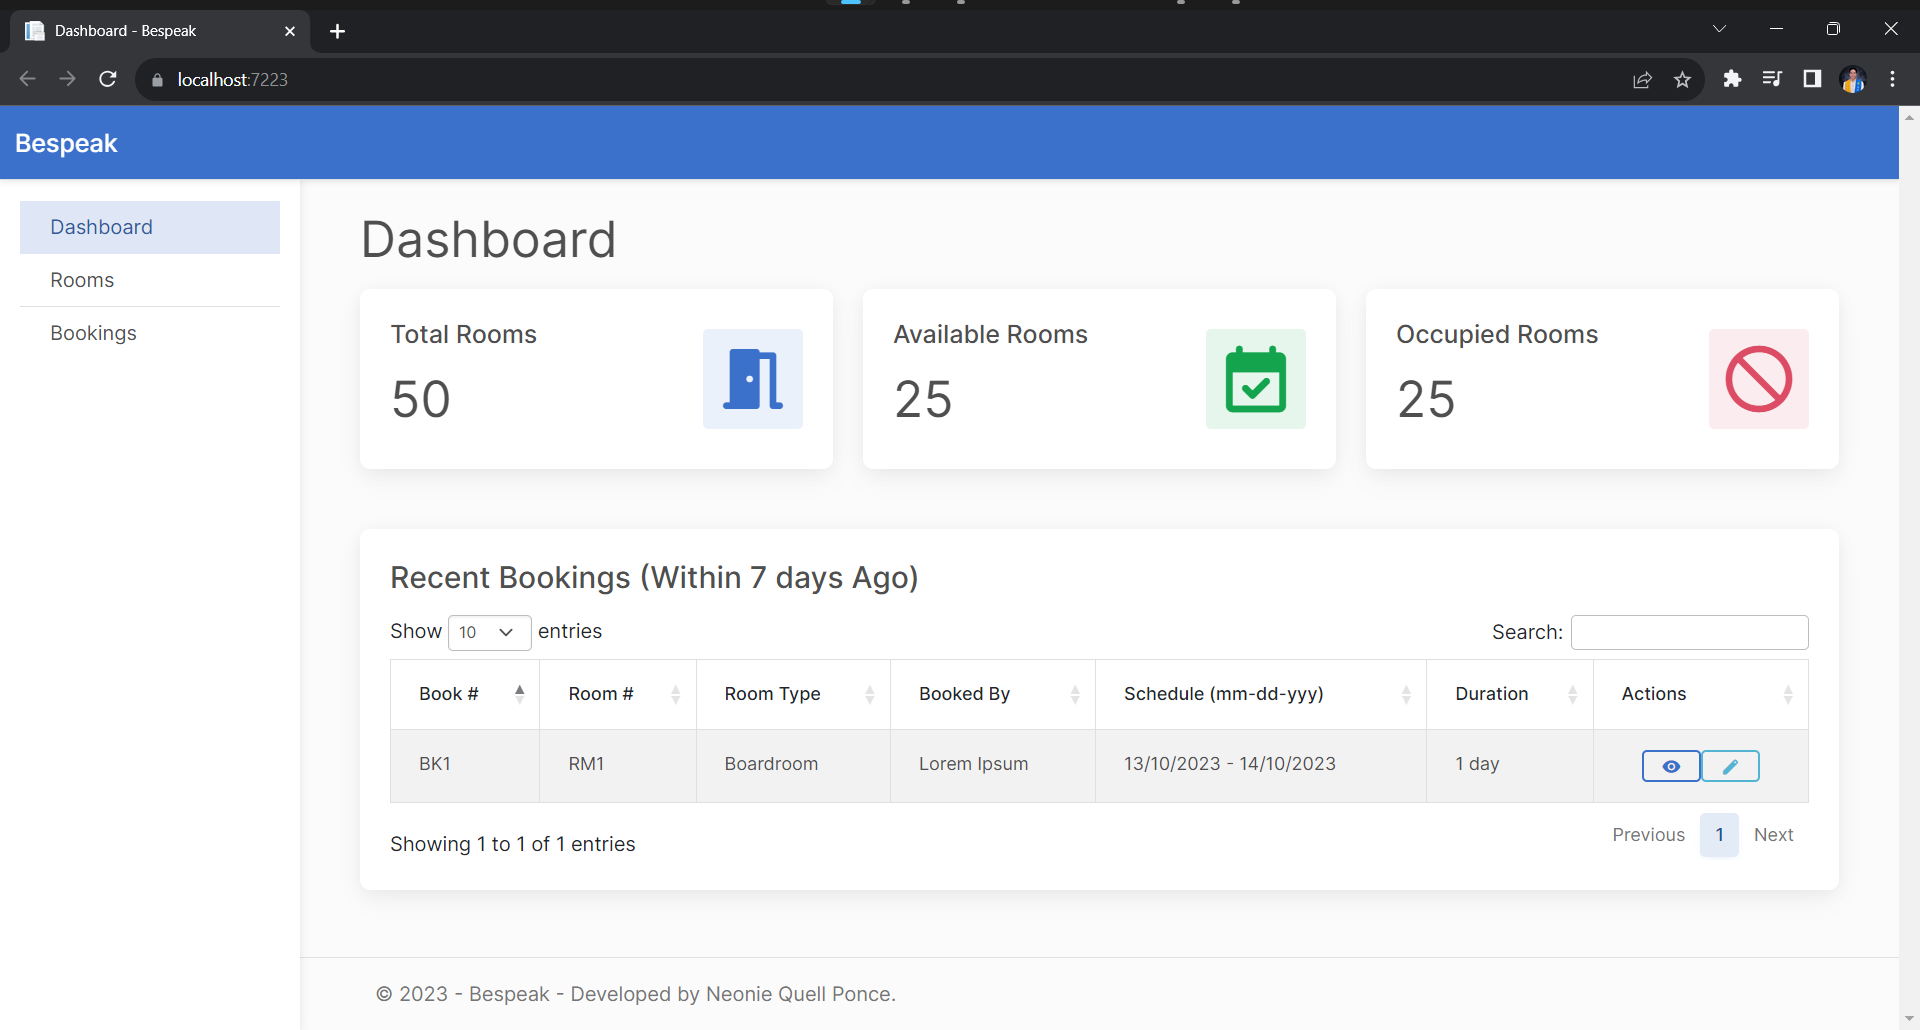 Dashboard - Bespeak
localhost:7223
Bespeak
Dashboard
Rooms
Bookings
Dashboard
Total Rooms
50
Available Rooms
25
Occupied Rooms
25
Recent Bookings (Within 7 days Ago)
Show 10 entries
Search:
Book # Room # Room Type Booked By Schedule (mm-dd-yyy) Duration Actions
BK1 RM1 Boardroom Lorem Ipsum 13/10/2023 - 14/10/2023 1 day
Showing 1 to 1 of 1 entries
Previous 1 Next
© 2023 - Bespeak - Developed by Neonie Quell Ponce.